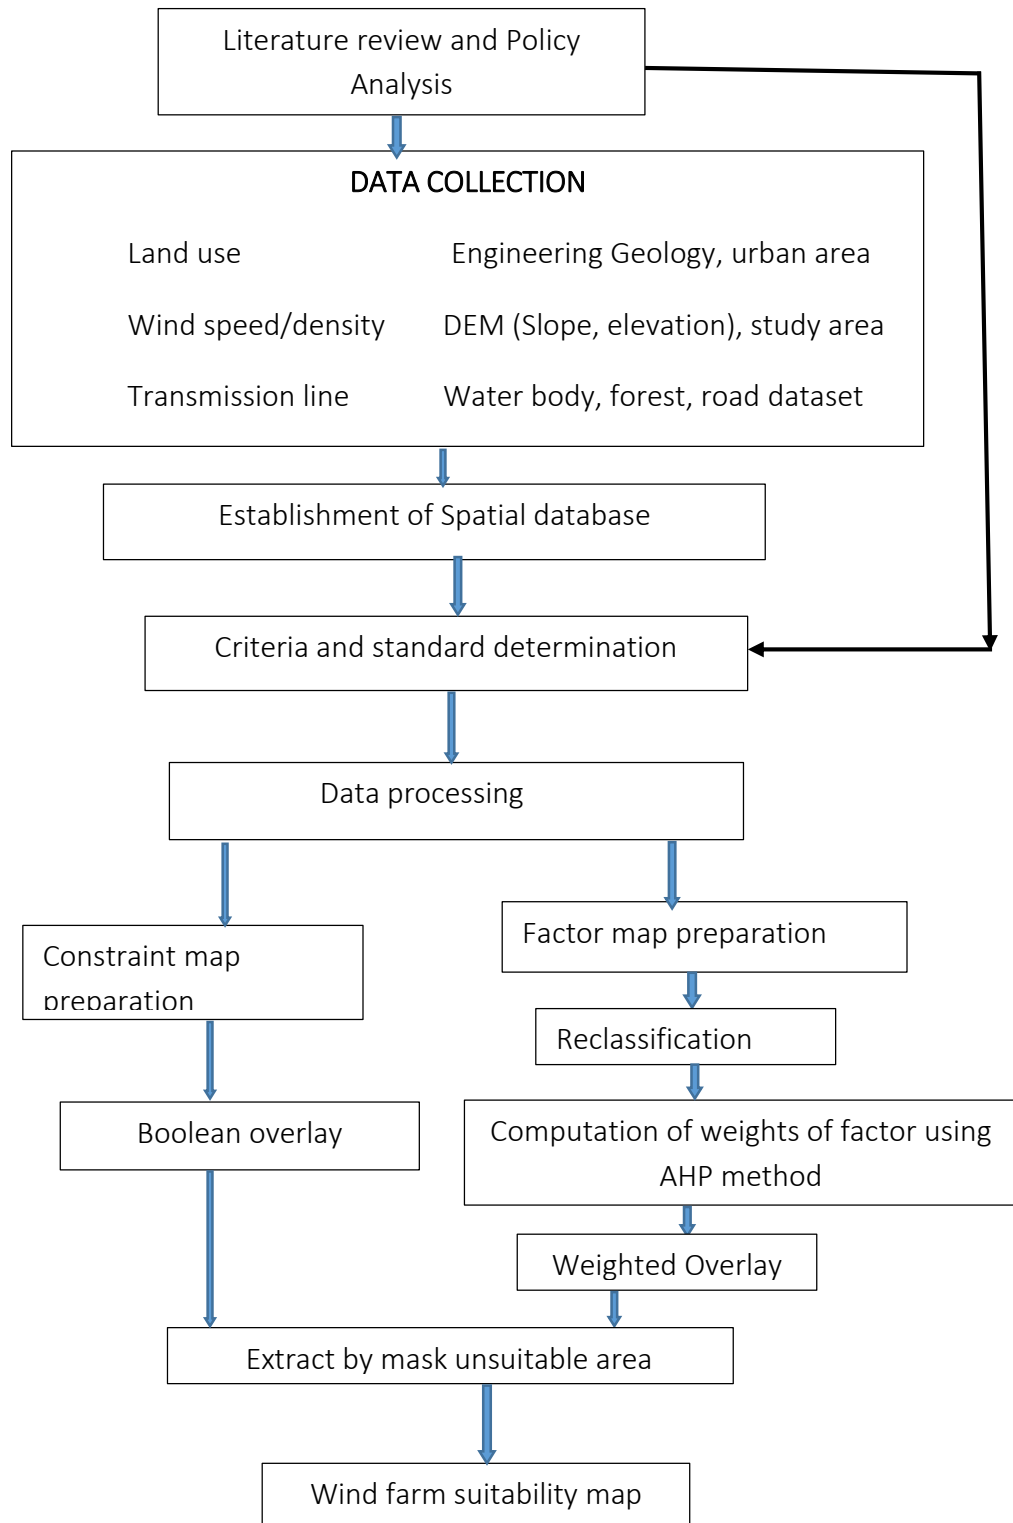 Literature review and Policy
Analysis
DATA COLLECTION
Land use Engineering Geology, urban area
Wind speed/density DEM (Slope, elevation), study area
Transmission line Water body, forest, road dataset
Establishment of Spatial database
Criteria and standard determination
Data processing
Constraint map
preparation
Factor map preparation
Reclassification
Boolean overlay
Computation of weights of factor using
AHP method
Weighted Overlay
Extract by mask unsuitable area
Wind farm suitability map